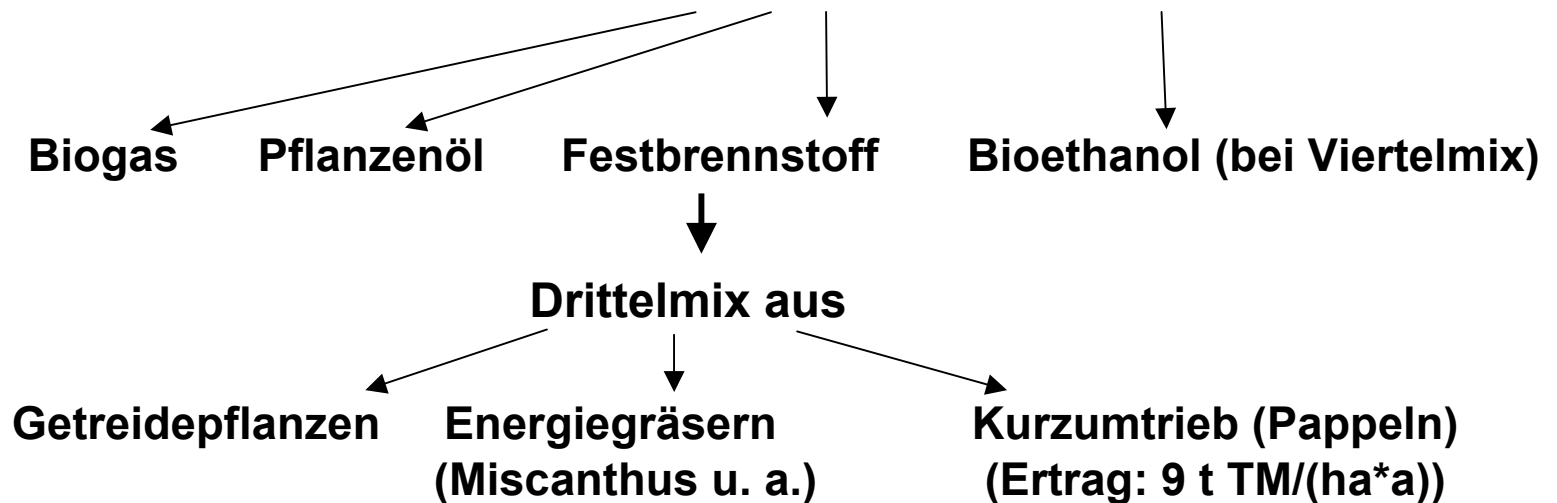 Biogas Pflanzenöl Festbrennstoff Bioethanol (bei Viertelmix)
Drittelmix aus
Getreidepflanzen Energiegräsern Kurzumtrieb (Pappeln)
(Miscanthus u. a.) (Ertrag: 9 t TM/(ha*a))